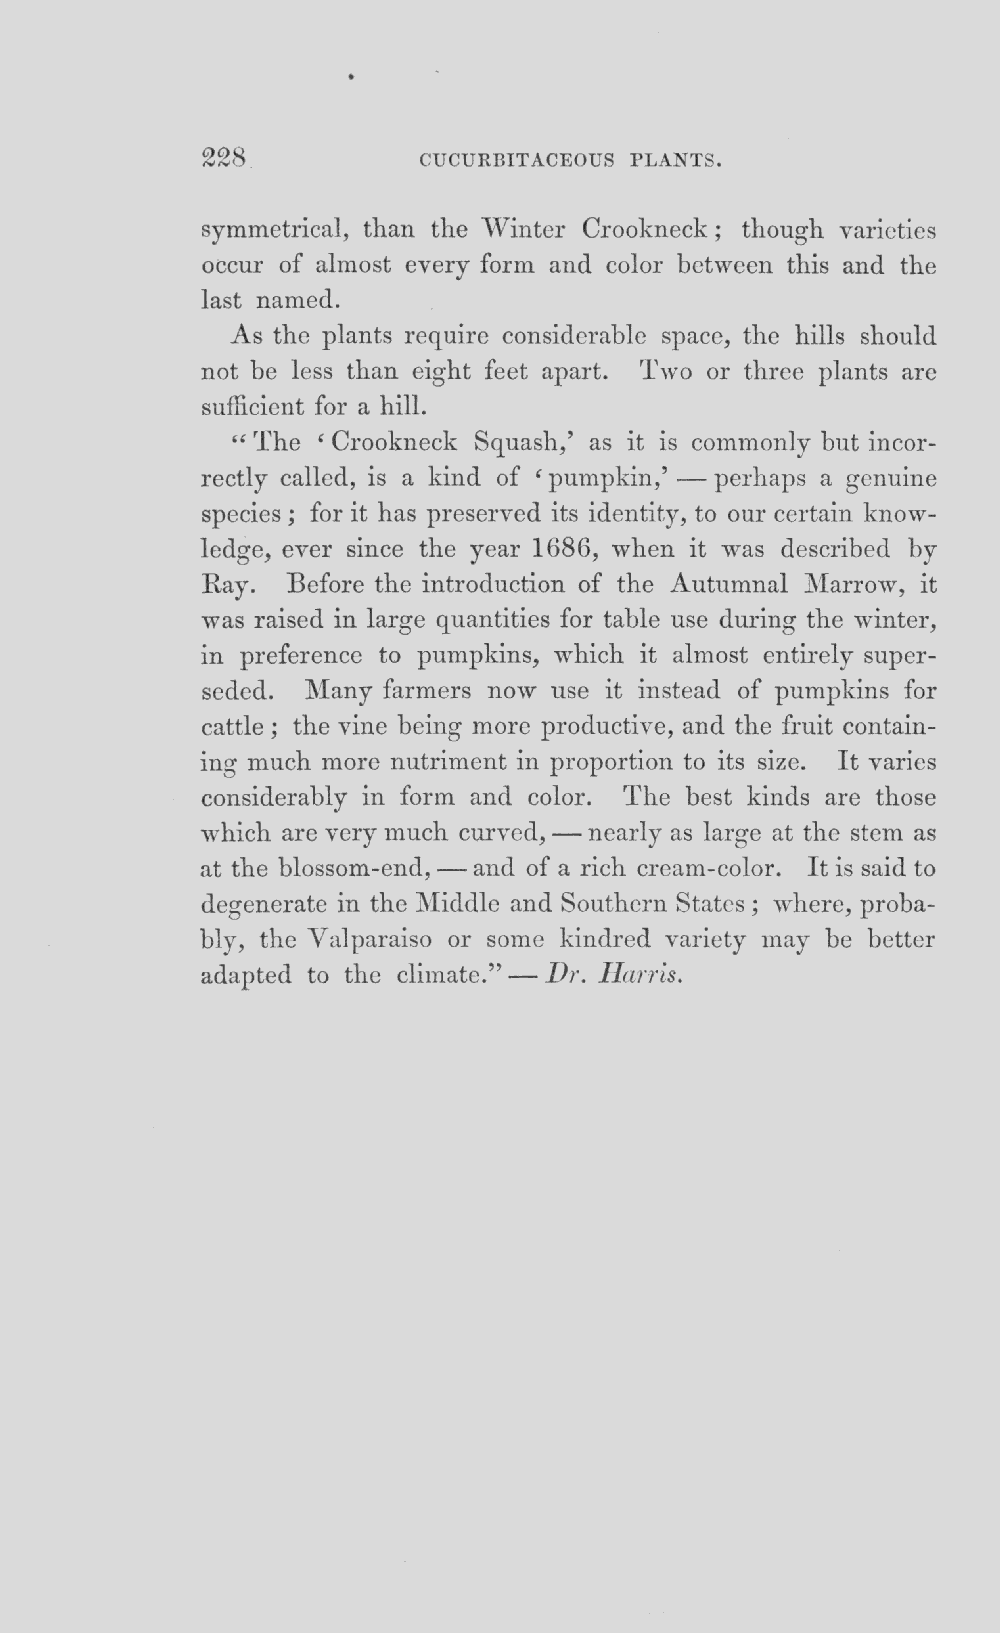 228 CUCURBITACEOUS PLANTS.
symmetrical, than the Winter Crookneck; though varieties
occur of almost every form and color between this and the
last named.
As the plants require considerable space, the hills should
not be less than eight feet apart. Two or three plants are
sufficient for a hill.
“The ‘Crookneck Squash,’ as it is commonly but incor-
rectly called, is a kind of ‘pumpkin,’ — perhaps a genuine
species; for it has preserved its identity, to our certain know-
ledge, ever since the year 1686, when it was described by
Ray. Before the introduction of the Autumnal Marrow, it
was raised in large quantities for table use during the winter,
in preference to pumpkins, which it almost entirely super-
seded. Many farmers now use it instead of pumpkins for
cattle; the vine being more productive, and the fruit contain-
ing much more nutriment in proportion to its size. It varies
considerably in form and color. The best kinds are those
which are very much curved, — nearly as large at the stem as
at the blossom-end, — and of a rich cream-color. It is said to
degenerate in the Middle and Southern States; where, proba-
bly, the Valparaiso or some kindred variety may be better
adapted to the climate.” — Dr. Harris.